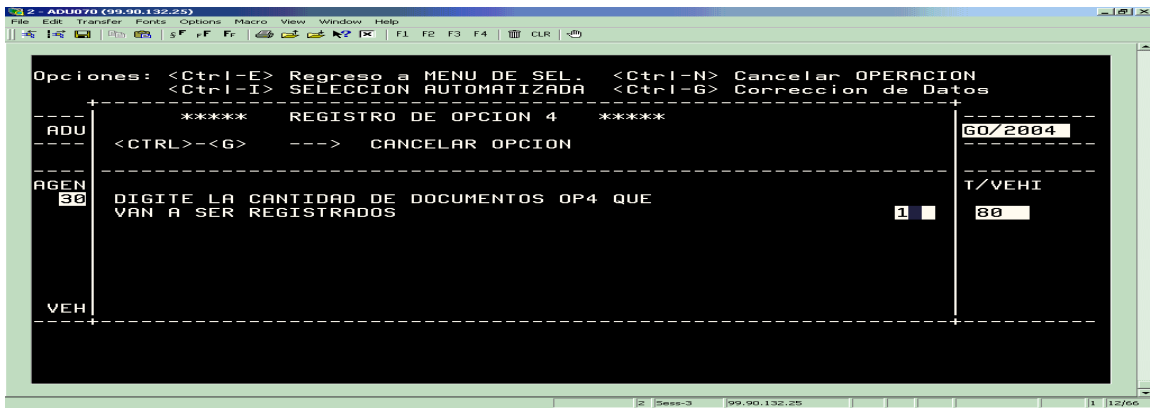 2 - ADU070 (99.90.132.25)
File Edit Transfer Fonts Options Macro View Window Help
F1 F2 F3 F4 CLR
Opciones: <Ctrl-E> Regreso a MENU DE SEL. <Ctrl-N> Cancelar OPERACIO
<Ctrl-I> SELECCION AUTOMATIZADA <Ctrl-G> Correccion de Datos
***** REGISTRO DE OPCION 4 *****
ADU GO/2004
<CTRL>-<G> ---> CANCELAR OPCION
AGEN T/VEHI
30 DIGITE LA CANTIDAD DE DOCUMENTOS OP4 QUE
VAN A SER REGISTRADOS 1 80
VEH
2 Sess-3 99.90.132.25 1 12/66